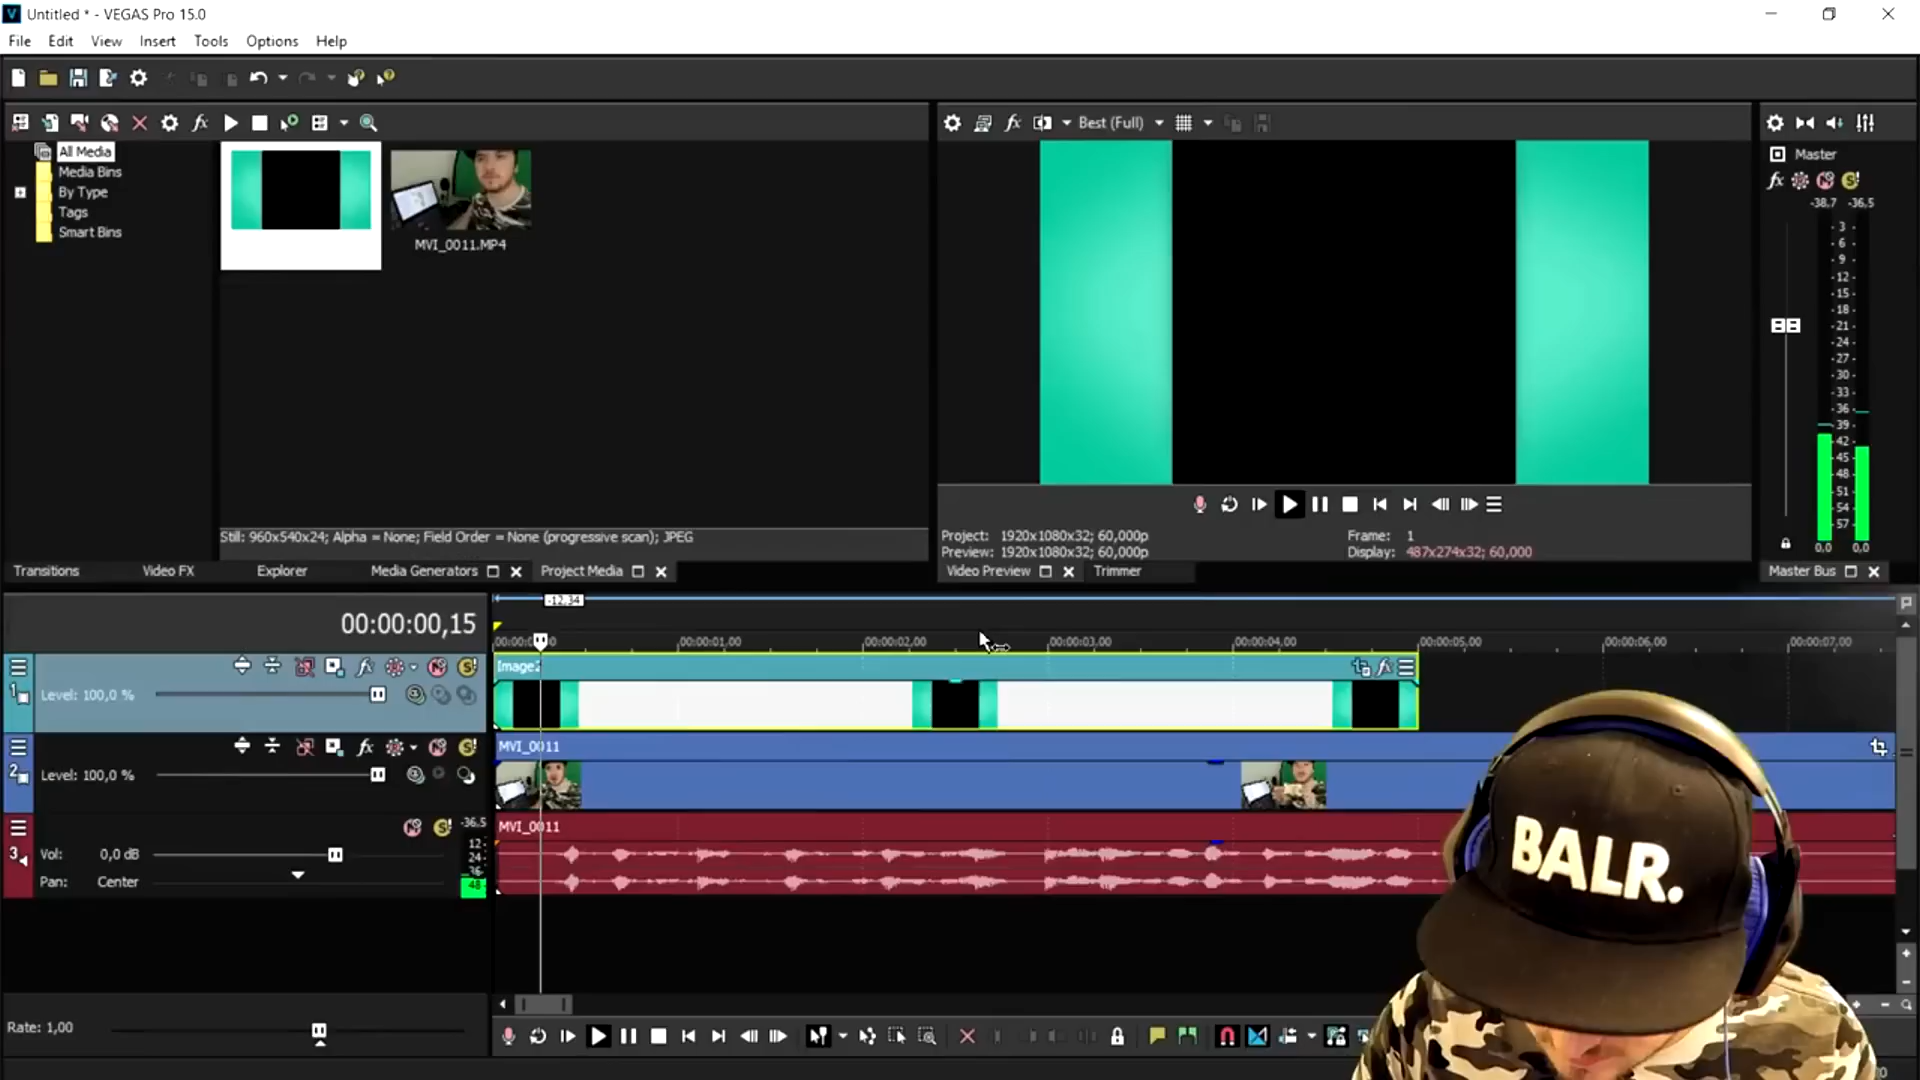 Untitled * - VEGAS Pro 15.0
File Edit View Insert Tools Options Help
Best (Full)
All Media
Media Bins
By Type
Tags
Smart Bins
MVI_0011.MP4
Master
-38,7 -36,5
3
6
9
12
15
18
21
24
27
30
33
36
39
42
45
48
51
54
57
0,0 0,0
Still: 960x540x24; Alpha = None; Field Order = None (progressive scan); JPEG
Project: 1920x1080x32; 60,000p
Preview: 1920x1080x32; 60,000p
Frame: 1
Display: 487x274x32; 60,000
Transitions Video FX Explorer Media Generators Project Media
Video Preview Trimmer
Master Bus
-12.34
00:00:00,15
00:00:01,00 00:00:02,00 00:00:03,00 00:00:04,00 00:00:05,00 00:00:06,00 00:00:07,00
1
Level: 100,0 %
2
Level: 100,0 %
MVI_0011
3
-36,5
12
24
36
48
Vol: 0,0 dB
Pan: Center
MVI_0011
BALR.
Rate: 1,00